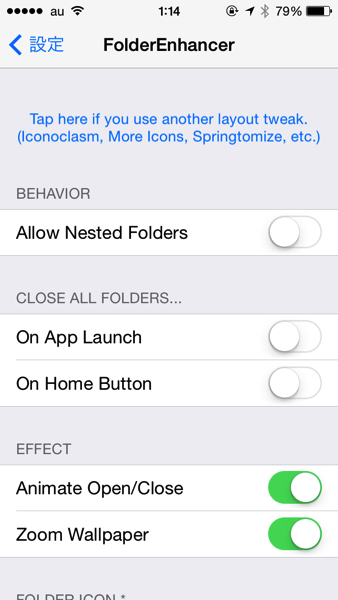 au 1:14 79%
設定 FolderEnhancer
Tap here if you use another layout tweak.
(Iconoclasm, More Icons, Springtomize, etc.)
BEHAVIOR
Allow Nested Folders
CLOSE ALL FOLDERS...
On App Launch
On Home Button
EFFECT
Animate Open/Close
Zoom Wallpaper
FOLDER ICON *